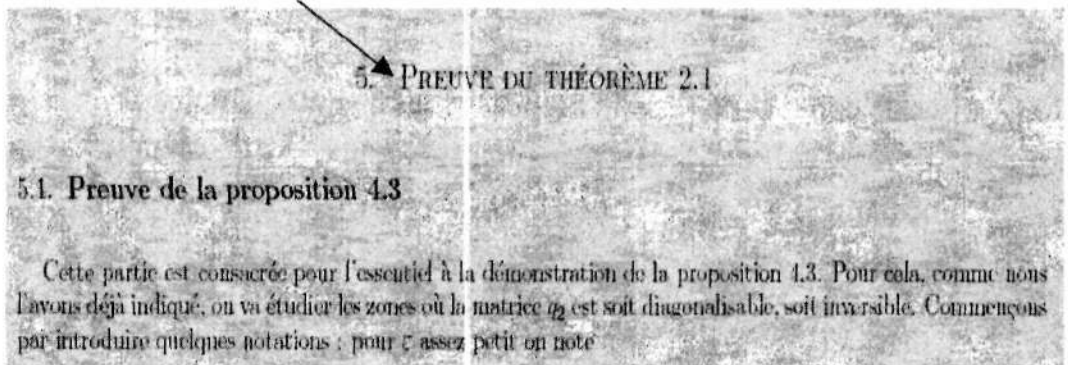 5. PREUVE DU THÉORÈME 2.1
5.1. Preuve de la proposition 4.3
Cette partie est consacrée pour l'essentiel à la démonstration de la proposition 4.3. Pour cela, comme nous
l'avons déjà indiqué, on va étudier les zones où la matrice q₂ est soit diagonalisable, soit inversible. Commençons
par introduire quelques notations : pour ε assez petit on note